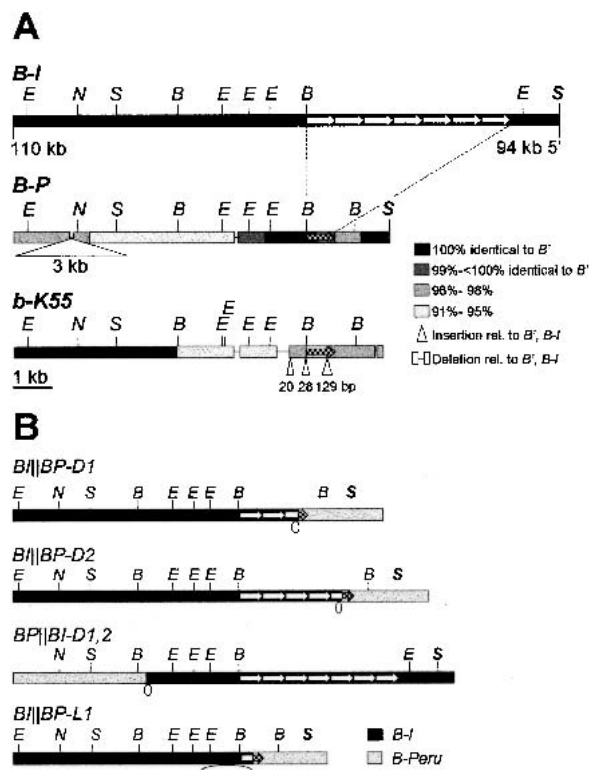 A
B-I
E N S B E E E B E S
110 kb 94 kb 5'
B-P
E N S B E E E B B S
3 kb
100% identical to B'
99%-<100% identical to B'
96%- 98%
91%- 95%
Insertion rel. to B', B-I
Deletion rel. to B', B-I
b-K55
E
E N S B E E E B B
20 28 129 bp
1 kb
B
BI||BP-D1
E N S B E E E B B S
BI||BP-D2
E N S B E E E B B S
BP||BI-D1,2
N S B E E E B E S
BI||BP-L1
E N S B E E E B B S
B-I
B-Peru